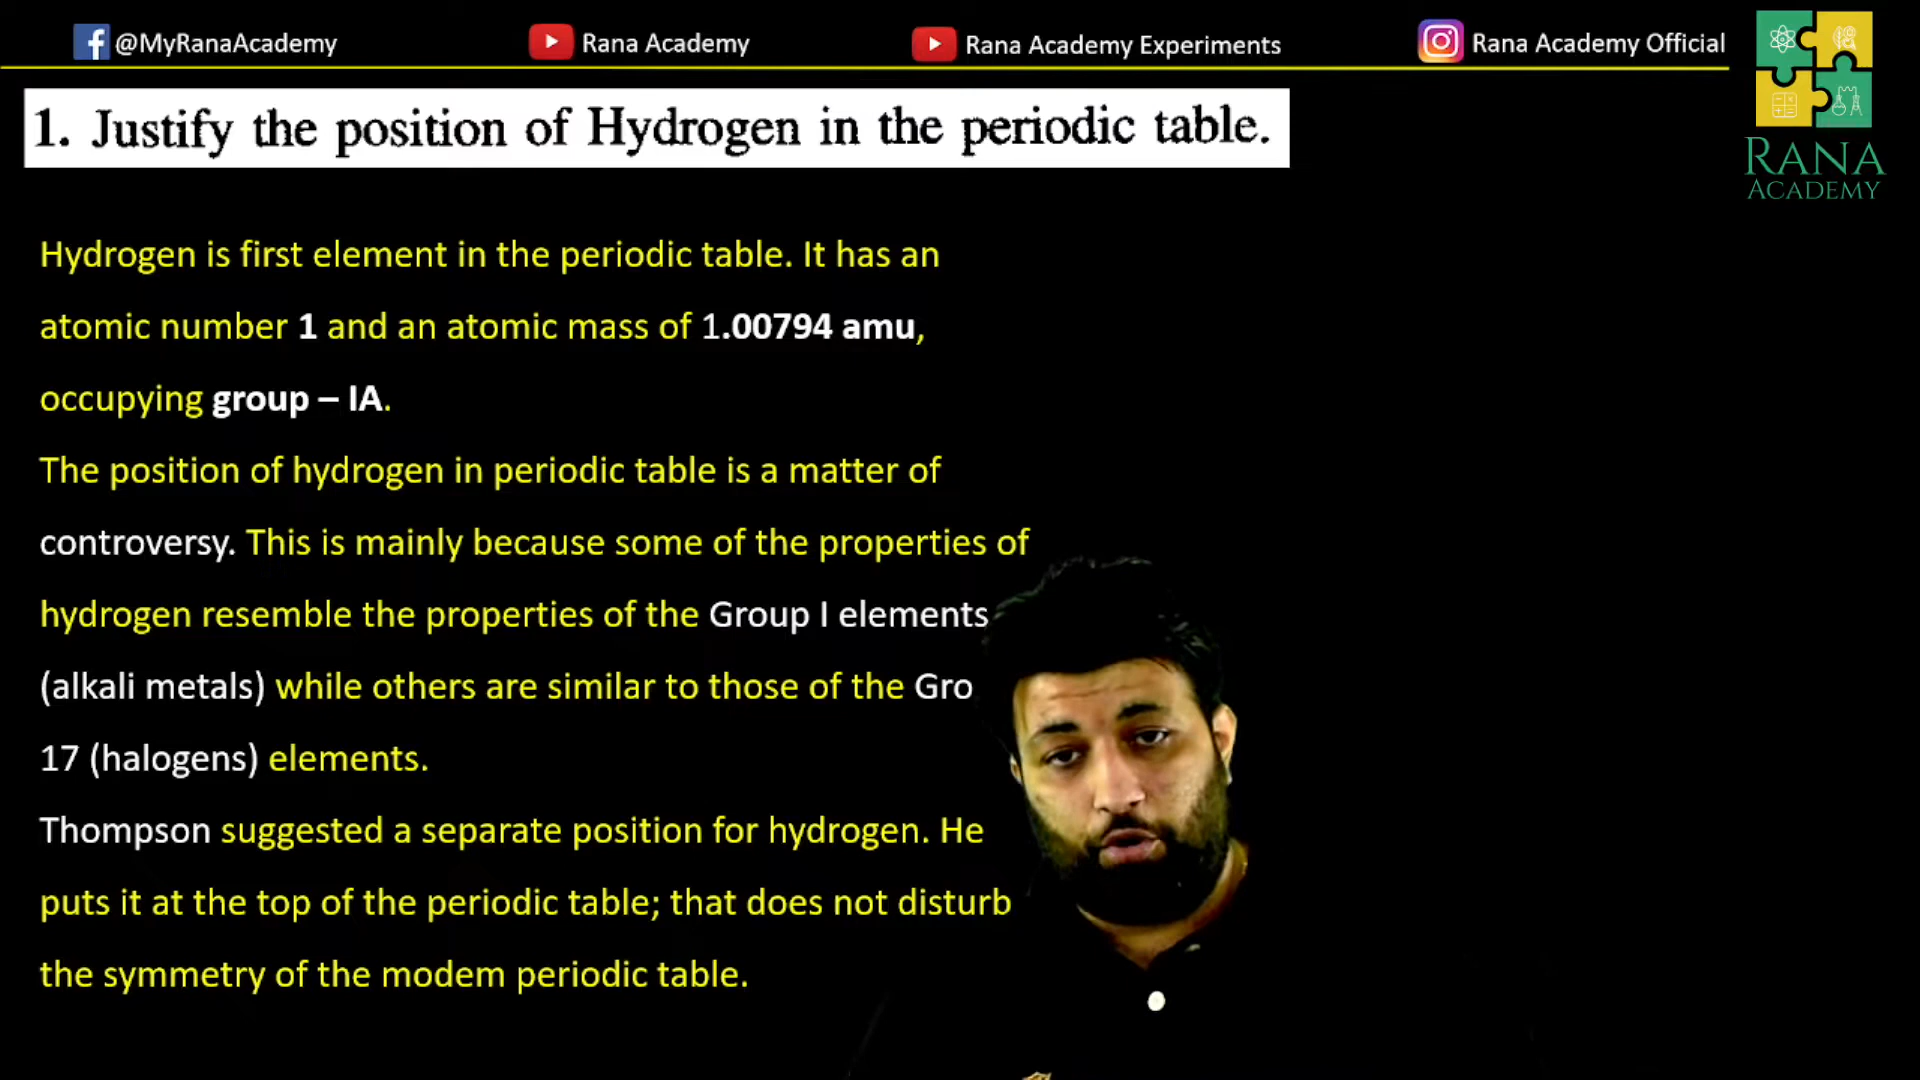 @MyRanaAcademy
Rana Academy
Rana Academy Experiments
Rana Academy Official
RANA
ACADEMY
1. Justify the position of Hydrogen in the periodic table.
Hydrogen is first element in the periodic table. It has an
atomic number 1 and an atomic mass of 1.00794 amu,
occupying group – IA.
The position of hydrogen in periodic table is a matter of
controversy. This is mainly because some of the properties of
hydrogen resemble the properties of the Group I elements
(alkali metals) while others are similar to those of the Gro
17 (halogens) elements.
Thompson suggested a separate position for hydrogen. He
puts it at the top of the periodic table; that does not disturb
the symmetry of the modem periodic table.